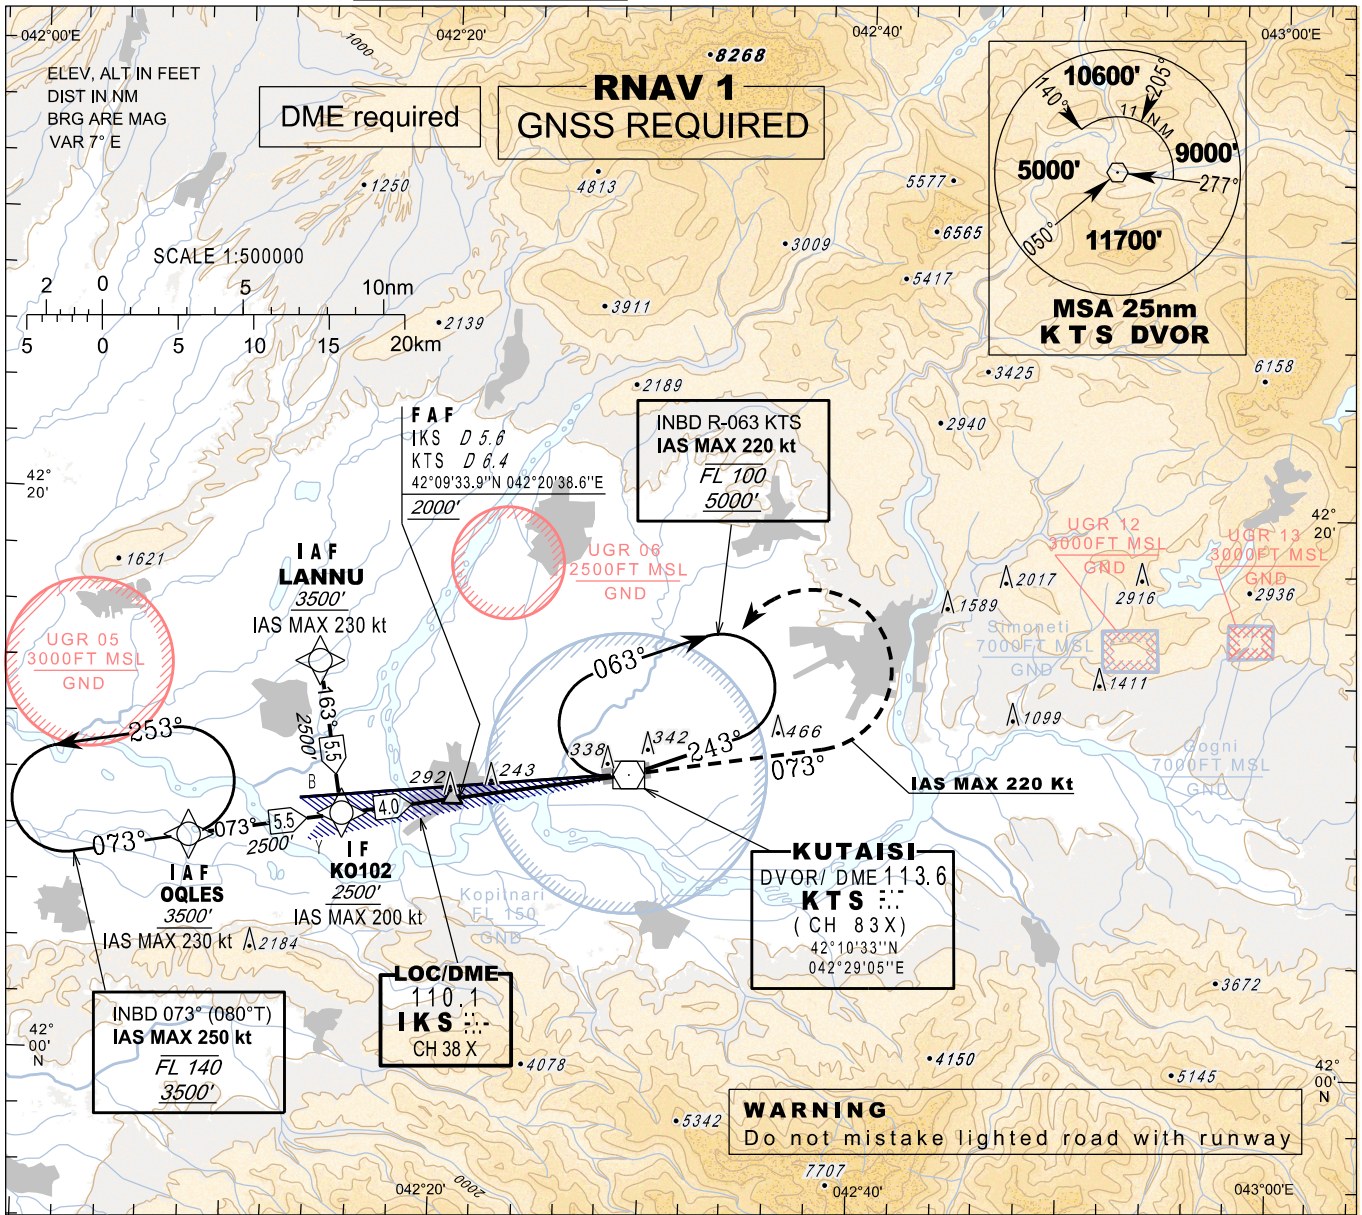 042°00'E
042°20'
042°40'
043°00'E
ELEV, ALT IN FEET
DIST IN NM
BRG ARE MAG
VAR 7° E
DME required
RNAV 1
GNSS REQUIRED
1000
8268
1250
4813
5577
6565
3009
5417
3911
2139
2189
3425
2940
6158
10600'
140°
205°
11 NM
9000'
5000'
277°
050°
11700'
MSA 25nm
KTS DVOR
SCALE 1:500000
2 0 5 10nm
5 0 5 10 15 20km
FAF
IKS D 5.6
KTS D 6.4
42°09'33.9''N 042°20'38.6''E
2000'
INBD R-063 KTS
IAS MAX 220 kt
FL 100
5000'
42°
20'
42°
20'
1621
IAF
LANNU
3500'
IAS MAX 230 kt
UGR 05
3000FT MSL
GND
UGR 06
2500FT MSL
GND
UGR 12
3000FT MSL
GND
UGR 13
3000FT MSL
GND
2017
2916
2936
1589
Simoneti
7000FT MSL
GND
1411
1099
Gogni
7000FT MSL
GND
063°
163°
5.5
2500'
253°
466
342
338
243°
073°
243
292
B
IAS MAX 220 Kt
4.0
073°
073°
5.5
2500'
Y
IAF
OQLES
3500'
IAS MAX 230 kt
2184
IF
KO102
2500'
IAS MAX 200 kt
Kopitnari
FL 150
GND
KUTAISI
DVOR/ DME 113.6
KTS
(CH 83X)
42°10'33''N
042°29'05''E
LOC/DME
110.1
IKS
CH 38 X
INBD 073° (080°T)
IAS MAX 250 kt
FL 140
3500'
42°
00'
N
42°
00'
N
3672
4078
4150
5145
5342
7707
WARNING
Do not mistake lighted road with runway
2000
042°20'
042°40'
043°00'E